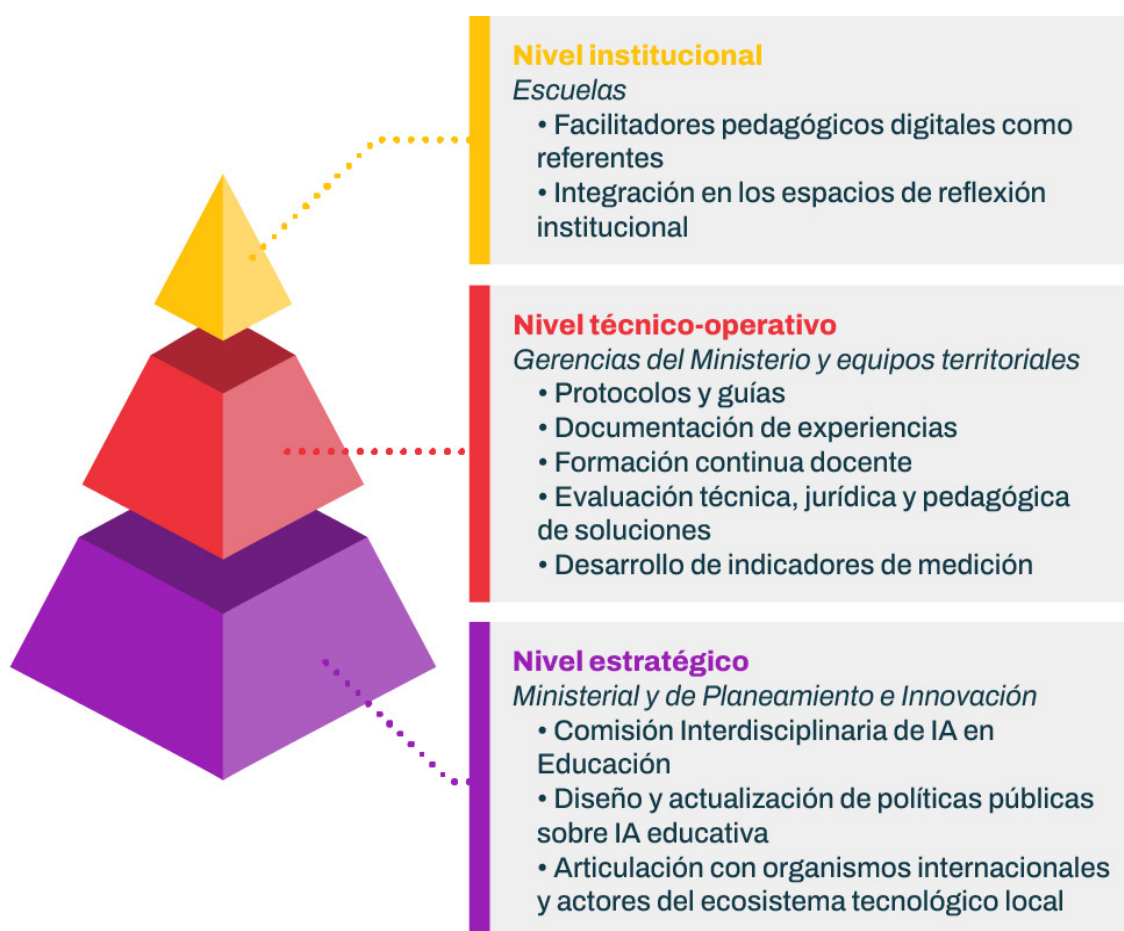 Nivel institucional
Escuelas
• Facilitadores pedagógicos digitales como
referentes
• Integración en los espacios de reflexión
institucional
Nivel técnico-operativo
Gerencias del Ministerio y equipos territoriales
• Protocolos y guías
• Documentación de experiencias
• Formación continua docente
• Evaluación técnica, jurídica y pedagógica
de soluciones
• Desarrollo de indicadores de medición
Nivel estratégico
Ministerial y de Planeamiento e Innovación
• Comisión Interdisciplinaria de IA en
Educación
• Diseño y actualización de políticas públicas
sobre IA educativa
• Articulación con organismos internacionales
y actores del ecosistema tecnológico local